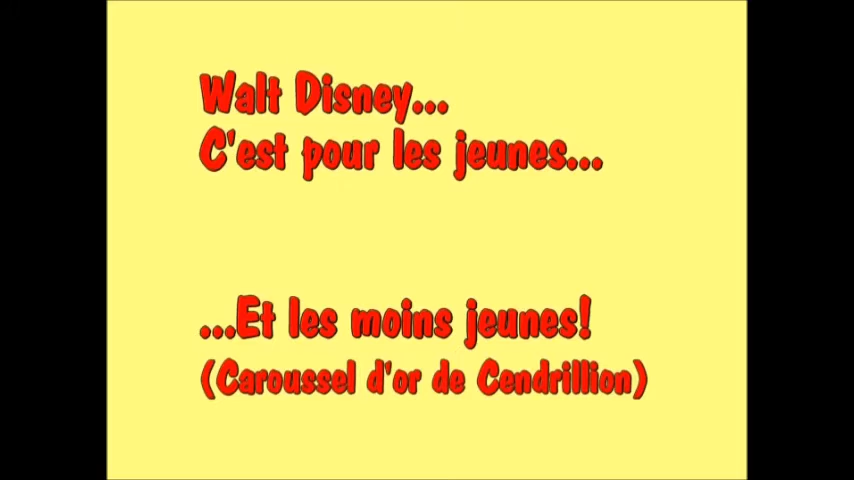 Walt Disney...
C'est pour les jeunes...
...Et les moins jeunes!
(Caroussel d'or de Cendrillion)